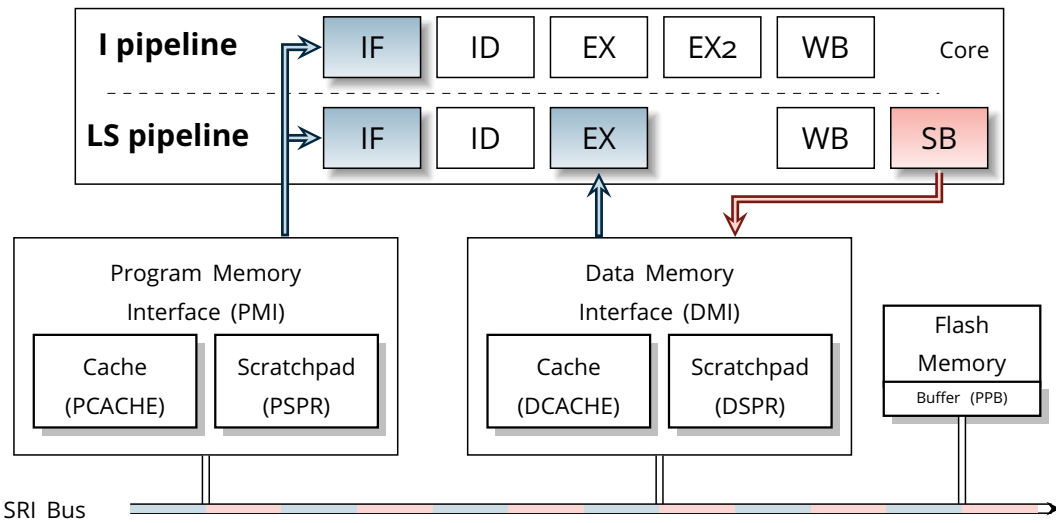 I pipeline IF ID EX EX2 WB Core
LS pipeline IF ID EX WB SB
Program Memory
Interface (PMI)
Cache
(PCACHE)
Scratchpad
(PSPR)
Data Memory
Interface (DMI)
Cache
(DCACHE)
Scratchpad
(DSPR)
Flash
Memory
Buffer (PPB)
SRI Bus